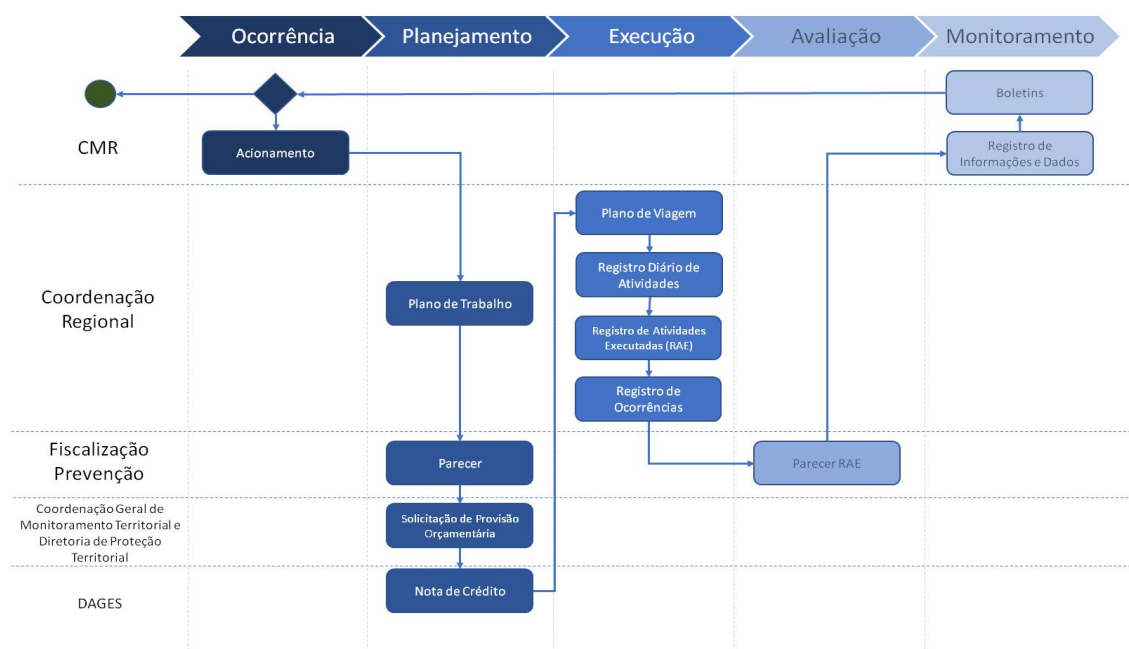 Ocorrência
Planejamento
Execução
Avaliação
Monitoramento
CMR
Boletins
Acionamento
Registro de
Informações e Dados
Coordenação
Regional
Plano de Viagem
Registro Diário de
Atividades
Plano de Trabalho
Registro de Atividades
Executadas (RAE)
Registro de
Ocorrências
Fiscalização
Prevenção
Parecer
Parecer RAE
Coordenação Geral de
Monitoramento Territorial e
Diretoria de Proteção
Territorial
Solicitação de Provisão
Orçamentária
DAGES
Nota de Crédito